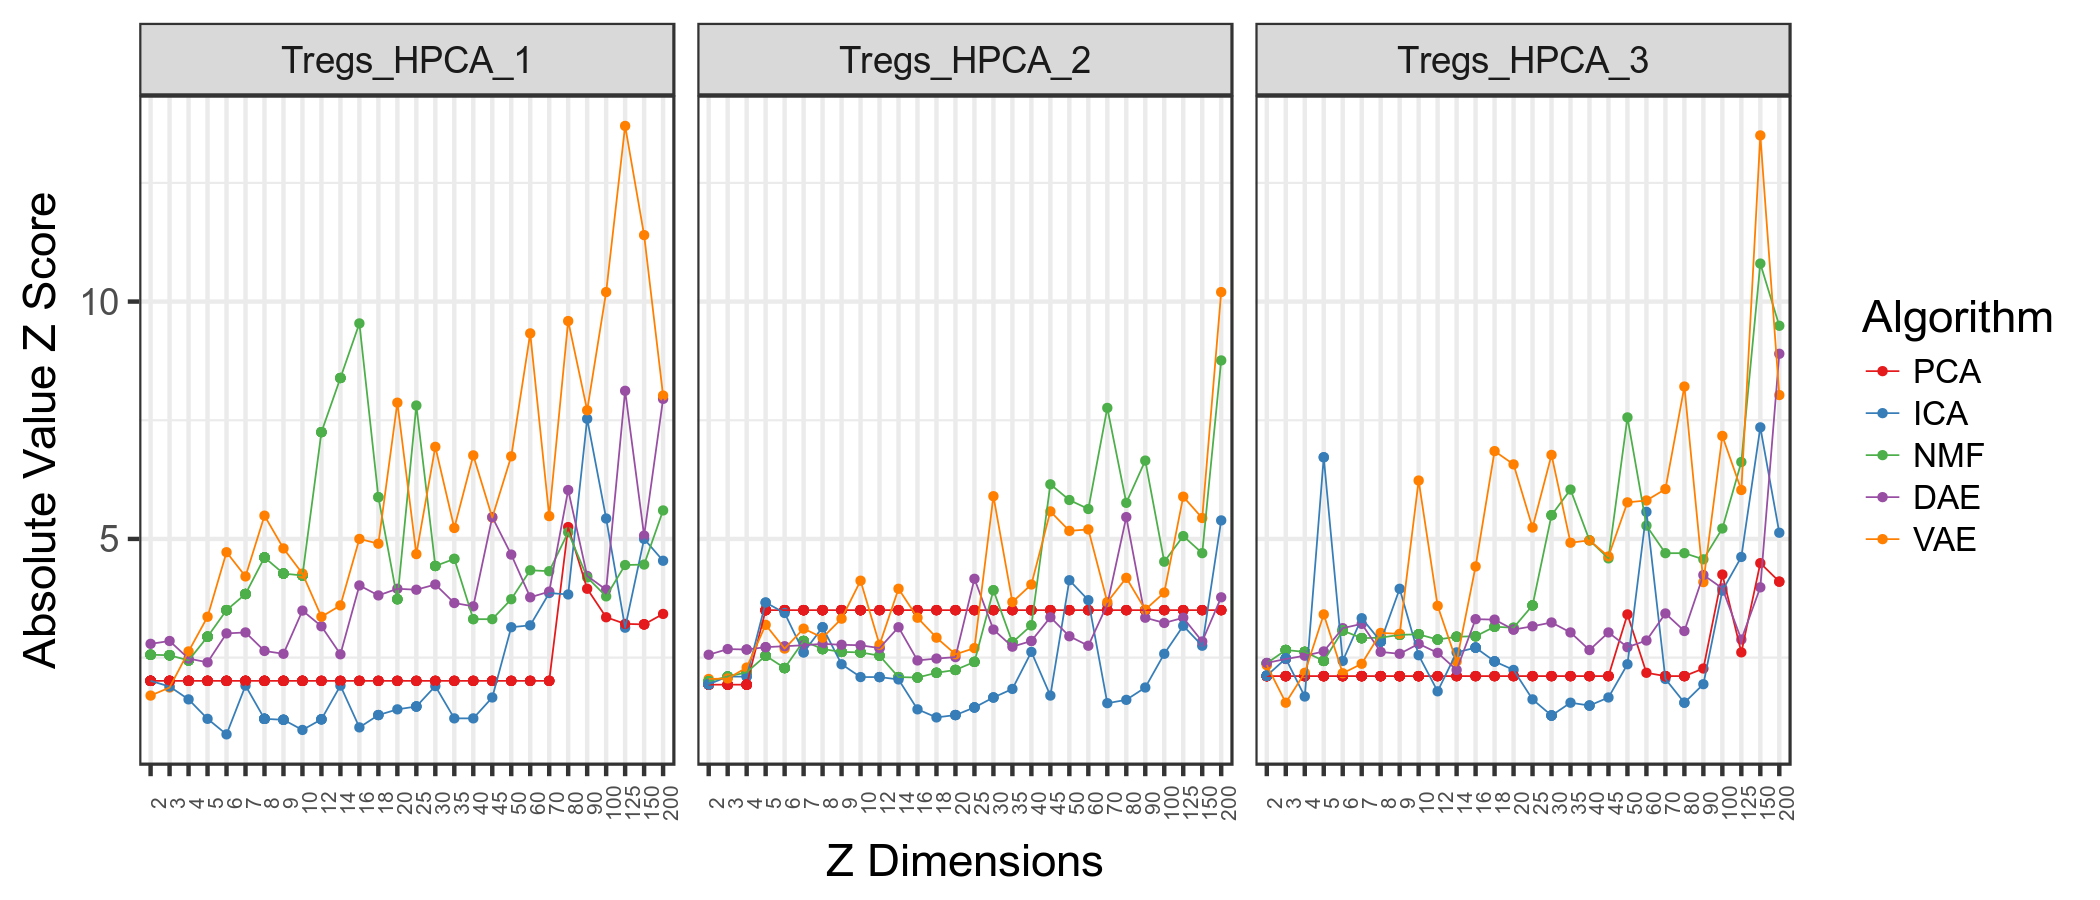 Tregs_HPCA_1 Tregs_HPCA_2 Tregs_HPCA_3
Absolute Value Z Score
10
5
2 3 4 5 6 7 8 9 10 12 14 16 18 20 25 30 35 40 45 50 60 70 80 90 100 125 150 200
2 3 4 5 6 7 8 9 10 12 14 16 18 20 25 30 35 40 45 50 60 70 80 90 100 125 150 200
2 3 4 5 6 7 8 9 10 12 14 16 18 20 25 30 35 40 45 50 60 70 80 90 100 125 150 200
Z Dimensions
Algorithm
PCA
ICA
NMF
DAE
VAE